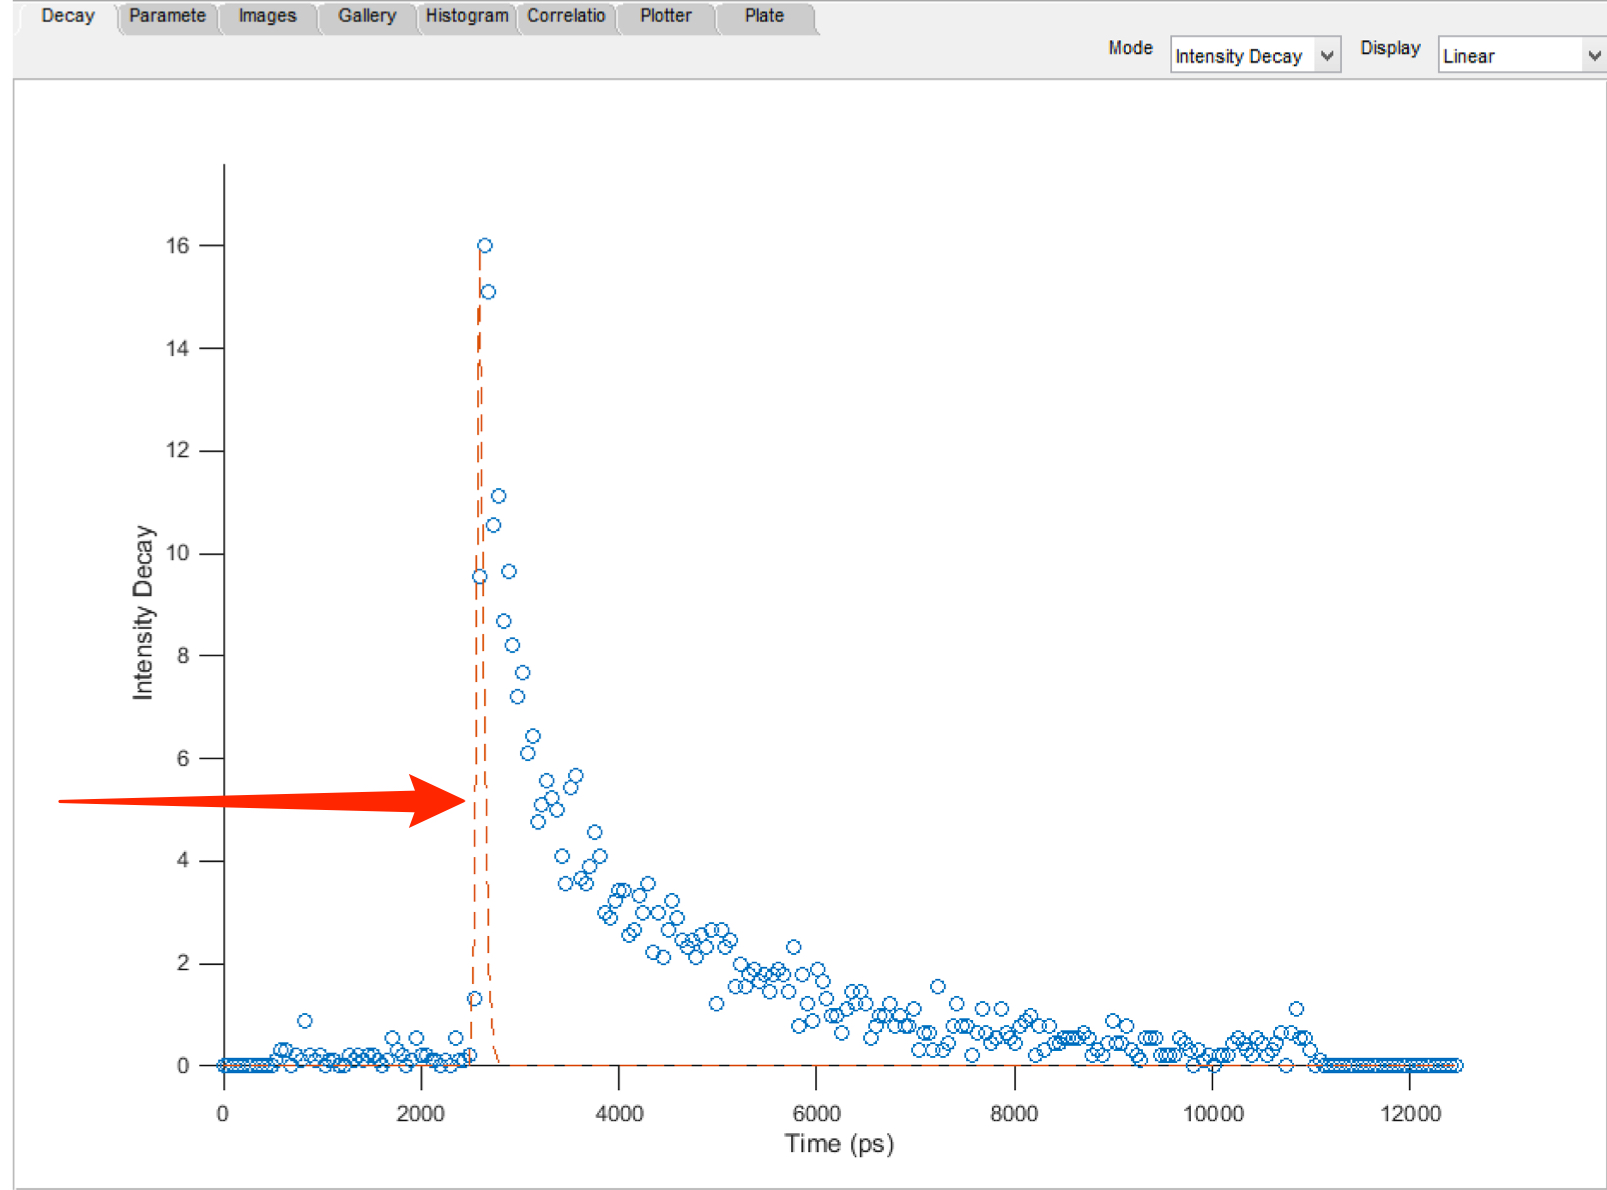 Decay Paramete Images Gallery Histogram Correlatio Plotter Plate
Mode Intensity Decay Display Linear
16
14
12
10
8
6
4
2
0
Intensity Decay
0 2000 4000 6000 8000 10000 12000
Time (ps)